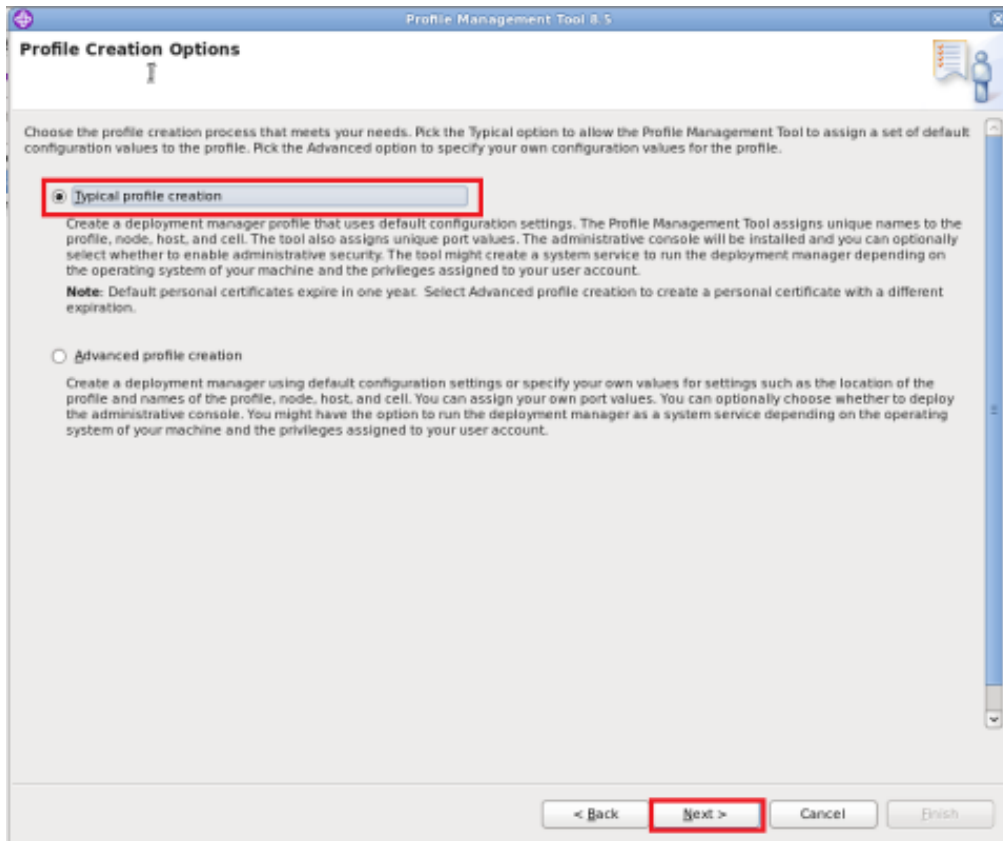 Profile Management Tool 8.5
Profile Creation Options
Choose the profile creation process that meets your needs. Pick the Typical option to allow the Profile Management Tool to assign a set of default
configuration values to the profile. Pick the Advanced option to specify your own configuration values for the profile.
Typical profile creation
Create a deployment manager profile that uses default configuration settings. The Profile Management Tool assigns unique names to the
profile, node, host, and cell. The tool also assigns unique port values. The administrative console will be installed and you can optionally
select whether to enable administrative security. The tool might create a system service to run the deployment manager depending on
the operating system of your machine and the privileges assigned to your user account.
Note: Default personal certificates expire in one year. Select Advanced profile creation to create a personal certificate with a different
expiration.
Advanced profile creation
Create a deployment manager using default configuration settings or specify your own values for settings such as the location of the
profile and names of the profile, node, host, and cell. You can assign your own port values. You can optionally choose whether to deploy
the administrative console. You might have the option to run the deployment manager as a system service depending on the operating
system of your machine and the privileges assigned to your user account.
< Back Next > Cancel Finish